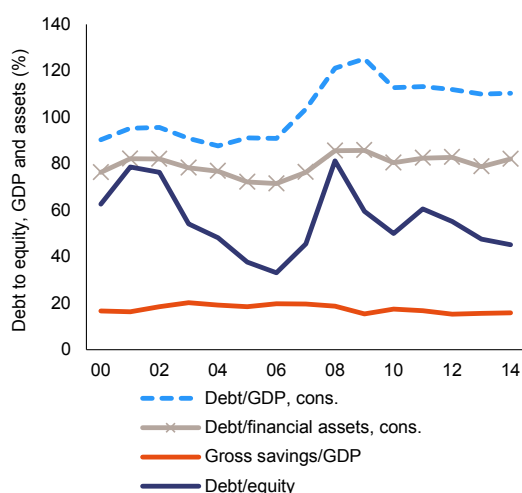 Debt to equity, GDP and assets (%)
140
120
100
80
60
40
20
0
00 02 04 06 08 10 12 14
Debt/GDP, cons.
Debt/financial assets, cons.
Gross savings/GDP
Debt/equity